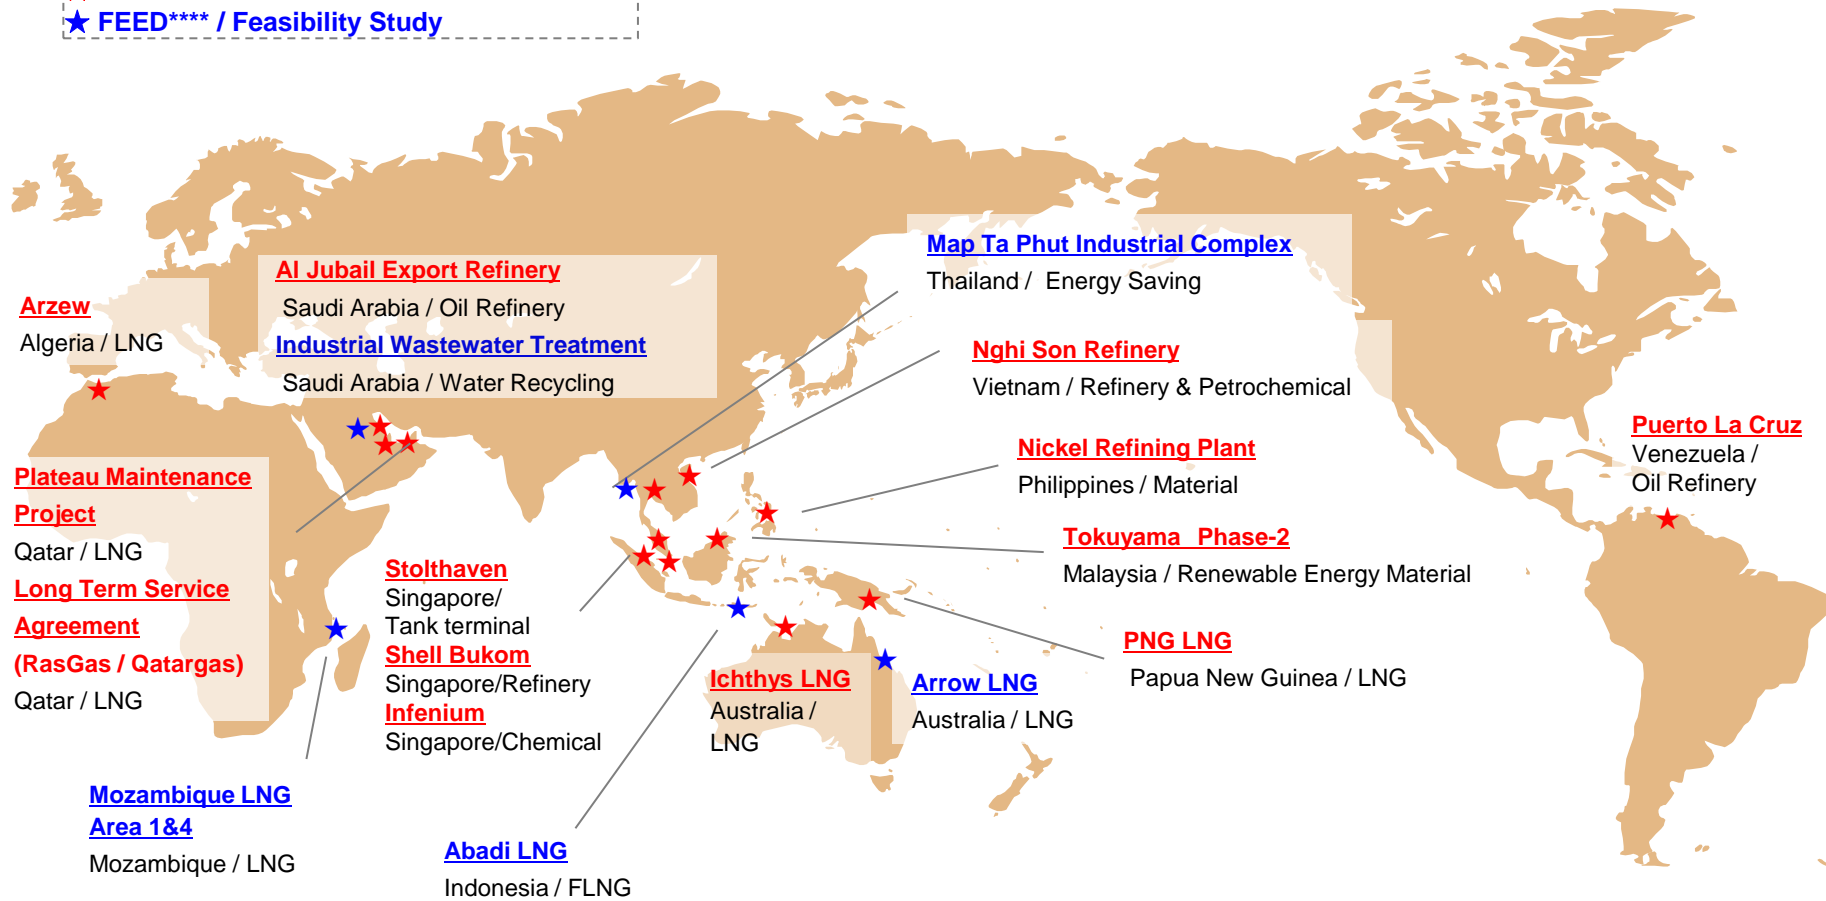 ★ FEED**** / Feasibility Study
Arzew
Algeria / LNG
Al Jubail Export Refinery
Saudi Arabia / Oil Refinery
Industrial Wastewater Treatment
Saudi Arabia / Water Recycling
Map Ta Phut Industrial Complex
Thailand / Energy Saving
Nghi Son Refinery
Vietnam / Refinery & Petrochemical
Nickel Refining Plant
Philippines / Material
Puerto La Cruz
Venezuela /
Oil Refinery
Plateau Maintenance
Project
Qatar / LNG
Long Term Service
Agreement
(RasGas / Qatargas)
Qatar / LNG
Tokuyama Phase-2
Malaysia / Renewable Energy Material
Stolthaven
Singapore/
Tank terminal
Shell Bukom
Singapore/Refinery
Infenium
Singapore/Chemical
PNG LNG
Papua New Guinea / LNG
Ichthys LNG
Australia /
LNG
Arrow LNG
Australia / LNG
Mozambique LNG
Area 1&4
Mozambique / LNG
Abadi LNG
Indonesia / FLNG